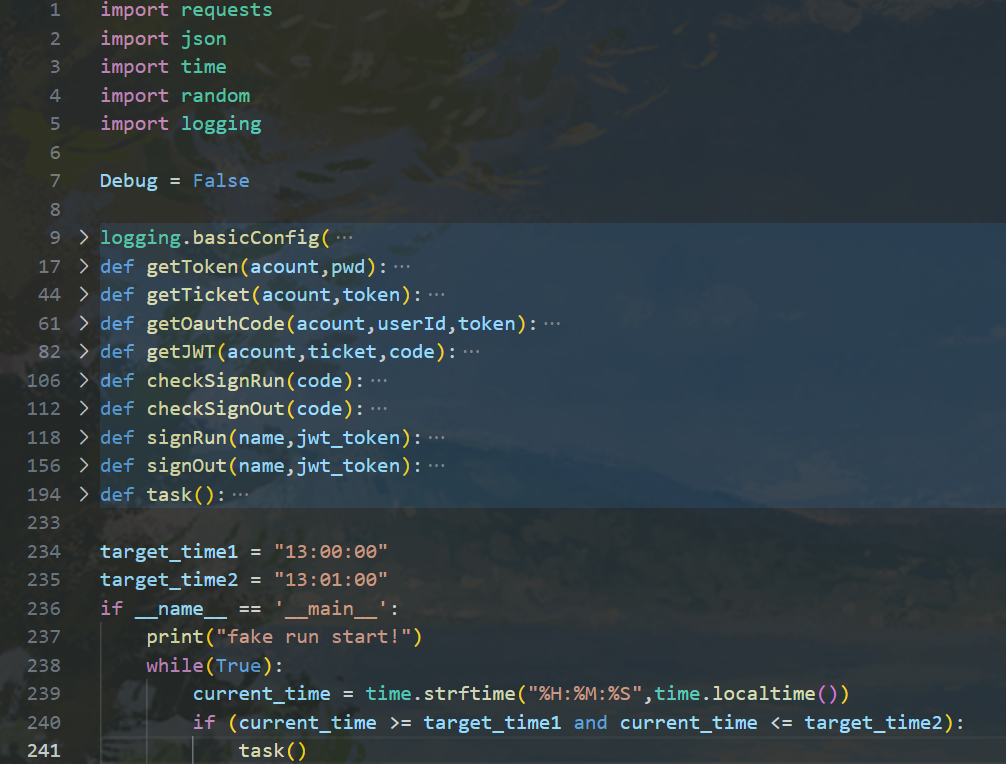 1 import requests
2 import json
3 import time
4 import random
5 import logging
6
7 Debug = False
8
9 > logging.basicConfig( ···
17 > def getToken(acount,pwd): ···
44 > def getTicket(acount,token): ···
61 > def getOauthCode(acount,userId,token): ···
82 > def getJWT(acount,ticket,code): ···
106 > def checkSignRun(code): ···
112 > def checkSignOut(code): ···
118 > def signRun(name,jwt_token): ···
156 > def signOut(name,jwt_token): ···
194 > def task(): ···
233
234 target_time1 = "13:00:00"
235 target_time2 = "13:01:00"
236 if __name__ == '__main__':
237     print("fake run start!")
238     while(True):
239         current_time = time.strftime("%H:%M:%S",time.localtime())
240         if (current_time >= target_time1 and current_time <= target_time2):
241             task()